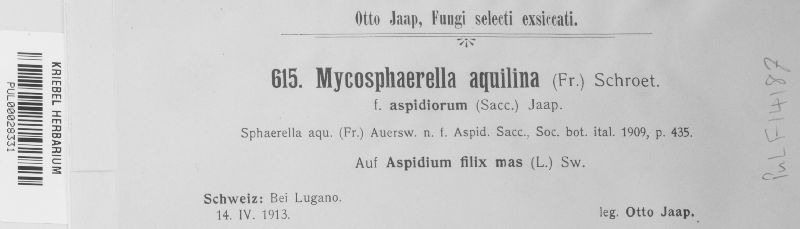 Otto Jaap, Fungi selecti exsiccati.
615. Mycosphaerella aquilina (Fr.) Schroet.
f. aspidiorum (Sacc.) Jaap.
Sphaerella aqu. (Fr.) Auersw. n. f. Aspid. Sacc., Soc. bot. ital. 1909, p. 435.
Auf Aspidium filix mas (L.) Sw.
Schweiz: Bei Lugano.
14. IV. 1913.
leg. Otto Jaap.
KRIEBEL HERBARIUM
PUL00028331
PulF14187